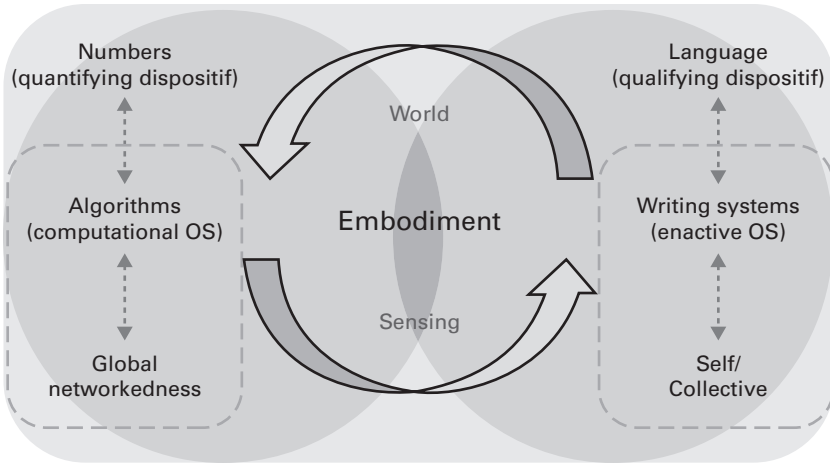 Numbers
(quantifying dispositif)
Algorithms
(computational OS)
Global
networkedness
World
Embodiment
Sensing
Language
(qualifying dispositif)
Writing systems
(enactive OS)
Self/
Collective